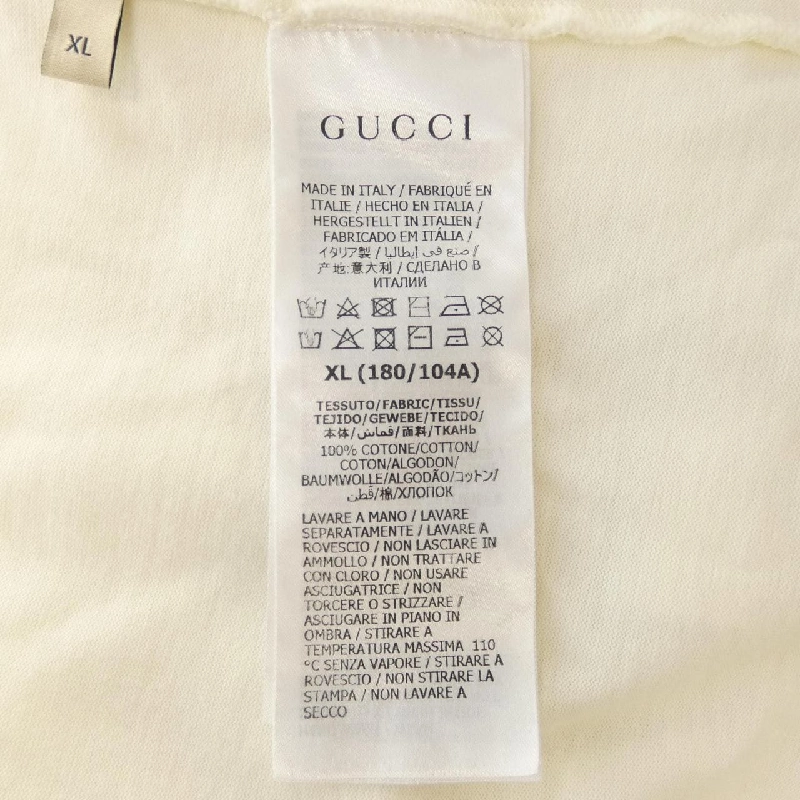 XL
GUCCI
MADE IN ITALY / FABRIQUÉ EN
ITALIE / HECHO EN ITALIA /
HERGESTELLT IN ITALIEN /
FABRICADO EM ITÁLIA /
イタリア製 / صنع في إيطاليا /
产地:意大利 / СДЕЛАНО В
ИТАЛИИ
XL (180/104A)
TESSUTO/FABRIC/TISSU/
TEJIDO/GEWEBE/TECIDO/
本体/قماش/面料/ТКАНЬ
100% COTONE/COTTON/
COTON/ALGODON/
BAUMWOLLE/ALGODÃO/コットン/
قطن/棉/ХЛОПОК
LAVARE A MANO / LAVARE
SEPARATAMENTE / LAVARE A
ROVESCIO / NON LASCIARE IN
AMMOLLO / NON TRATTARE
CON CLORO / NON USARE
ASCIUGATRICE / NON
TORCERE O STRIZZARE /
ASCIUGARE IN PIANO IN
OMBRA / STIRARE A
TEMPERATURA MASSIMA 110
°C SENZA VAPORE / STIRARE A
ROVESCIO / NON STIRARE LA
STAMPA / NON LAVARE A
SECCO